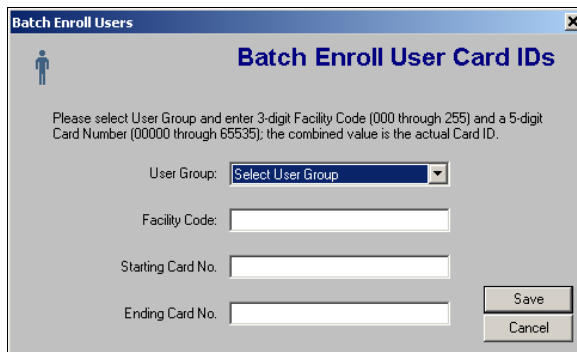 Batch Enroll Users
Batch Enroll User Card IDs
Please select User Group and enter 3-digit Facility Code (000 through 255) and a 5-digit
Card Number (00000 through 65535); the combined value is the actual Card ID.
User Group: Select User Group
Facility Code:
Starting Card No.
Ending Card No.
Save
Cancel